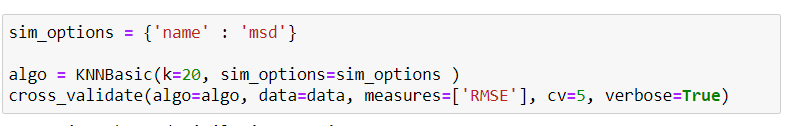 sim_options = {'name' : 'msd'}
algo = KNNBasic(k=20, sim_options=sim_options )
cross_validate(algo=algo, data=data, measures=['RMSE'], cv=5, verbose=True)